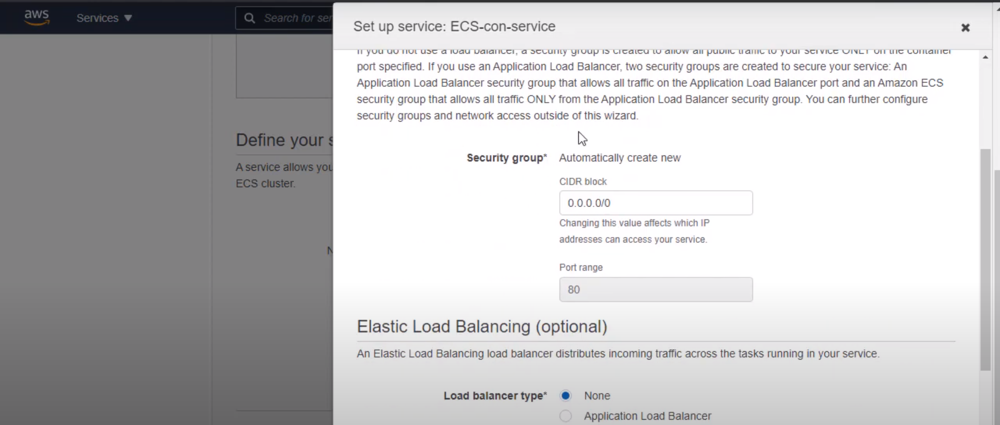 aws
Services ▼
Search for ser
Set up service: ECS-con-service
If you do not use a load balancer, a security group is created to allow all public traffic to your service ONLY on the container
port specified. If you use an Application Load Balancer, two security groups are created to secure your service: An
Application Load Balancer security group that allows all traffic on the Application Load Balancer port and an Amazon ECS
security group that allows all traffic ONLY from the Application Load Balancer security group. You can further configure
security groups and network access outside of this wizard.
Define your s
A service allows you
ECS cluster.
N
Security group* Automatically create new
CIDR block
0.0.0.0/0
Changing this value affects which IP
addresses can access your service.
Port range
80
Elastic Load Balancing (optional)
An Elastic Load Balancing load balancer distributes incoming traffic across the tasks running in your service.
Load balancer type* None
Application Load Balancer